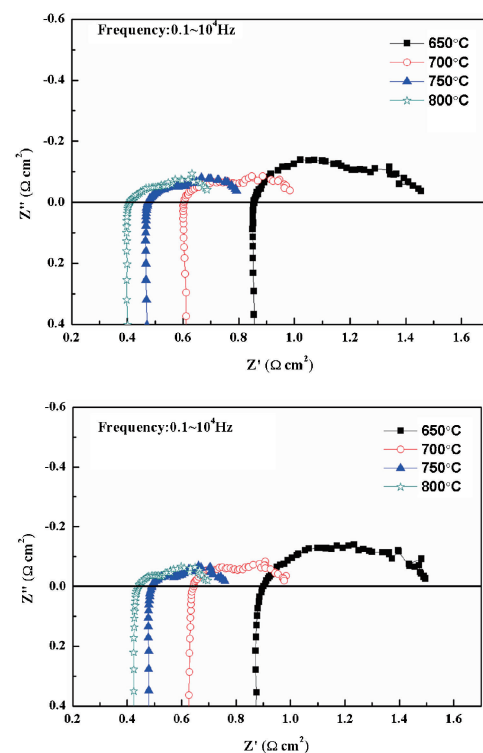 Frequency:0.1~10⁴Hz
650°C
700°C
750°C
800°C
-0.6
-0.4
-0.2
0.0
0.2
0.4
Z'' (Ω cm²)
0.2 0.4 0.6 0.8 1.0 1.2 1.4 1.6
Z' (Ω cm²)
Frequency:0.1~10⁴Hz
650°C
700°C
750°C
800°C
-0.6
-0.4
-0.2
0.0
0.2
0.4
Z'' (Ω cm²)
0.2 0.4 0.6 0.8 1.0 1.2 1.4 1.6
Z' (Ω cm²)